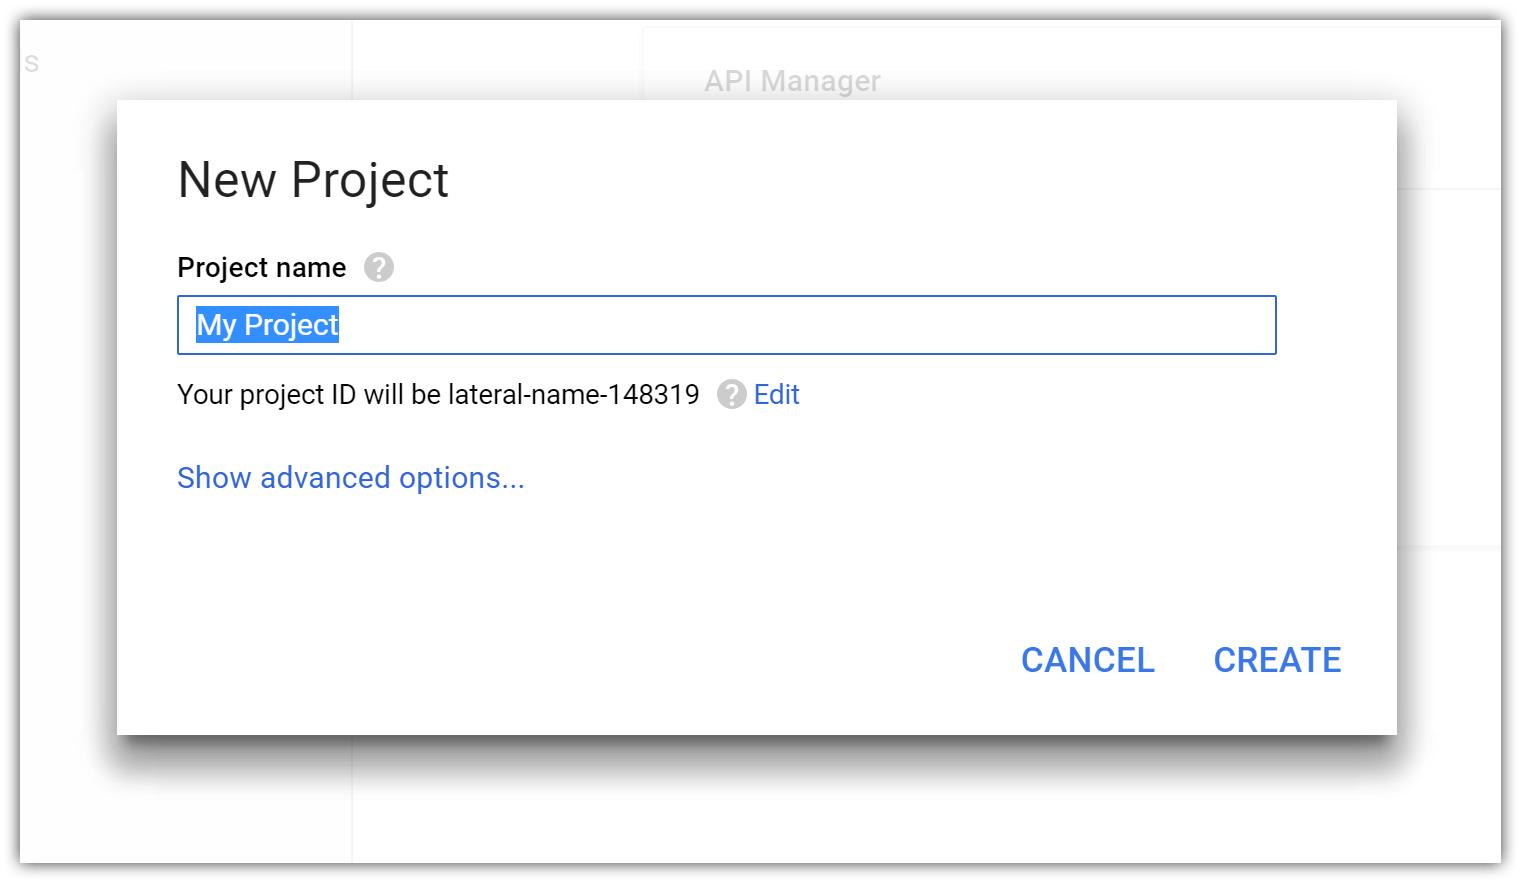 s
API Manager
New Project
Project name ?
My Project
Your project ID will be lateral-name-148319 ? Edit
Show advanced options...
CANCEL CREATE